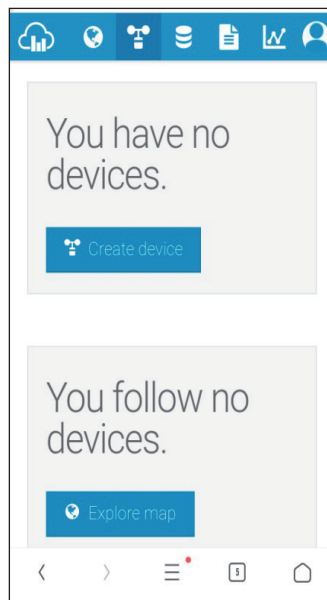 You have no
devices.
Create device
You follow no
devices.
Explore map
5